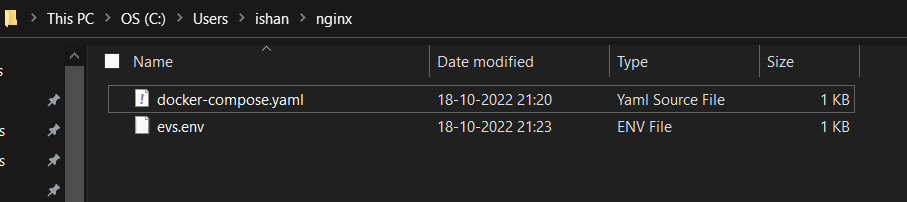 This PC > OS (C:) > Users > ishan > nginx
Name Date modified Type Size
s
docker-compose.yaml 18-10-2022 21:20 Yaml Source File 1 KB
evs.env 18-10-2022 21:23 ENV File 1 KB
s
s